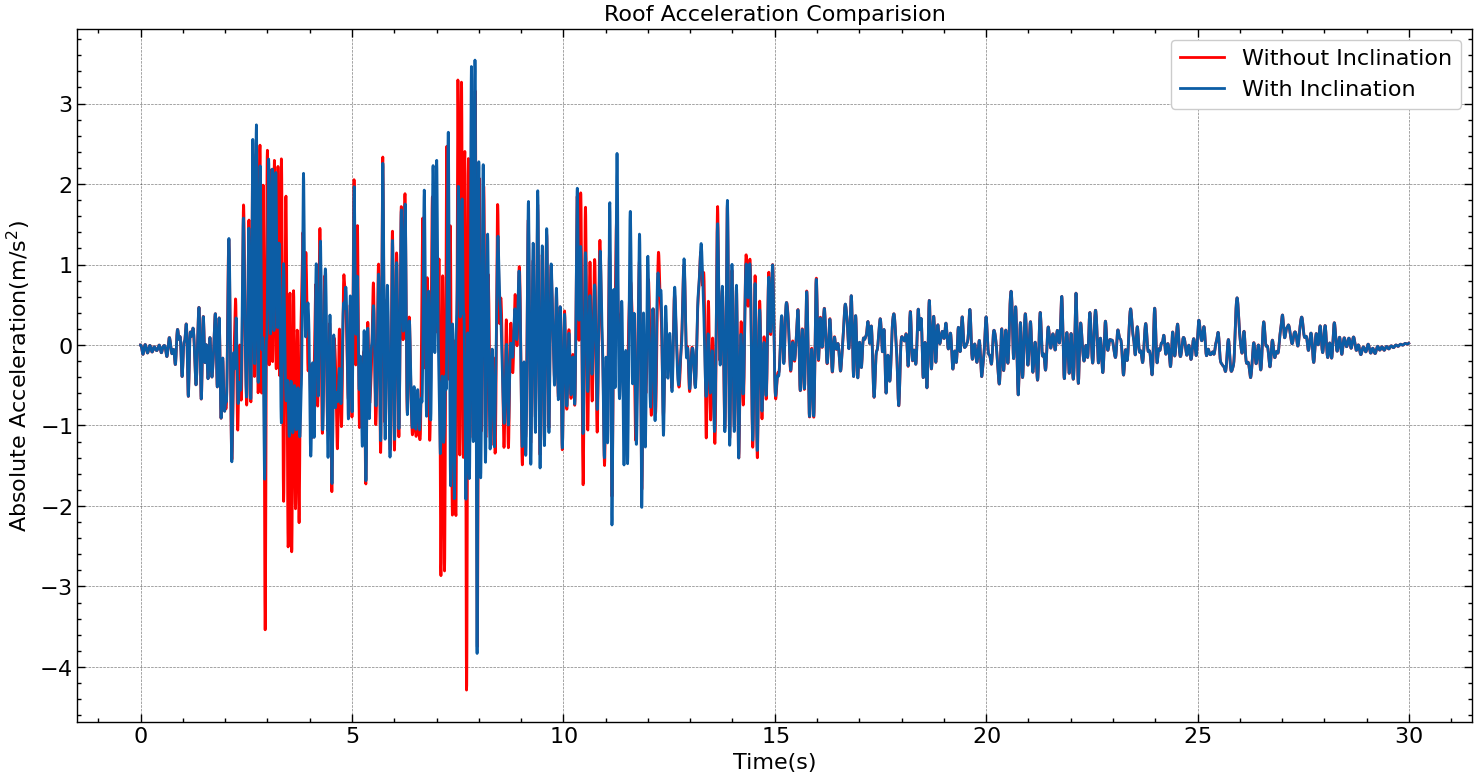 Roof Acceleration Comparision
Without Inclination
With Inclination
Absolute Acceleration(m/s²)
3
2
1
0
−1
−2
−3
−4
0 5 10 15 20 25 30
Time(s)